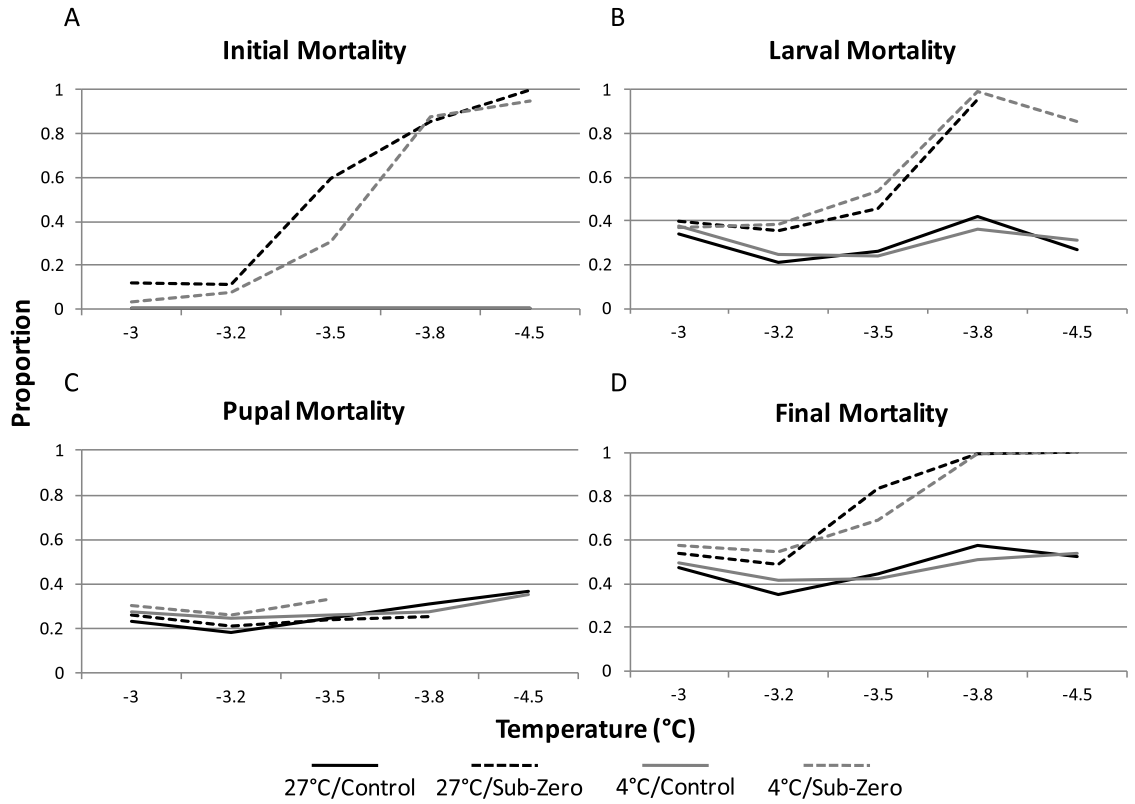 A
Initial Mortality
1
0.8
0.6
0.4
0.2
0
-3 -3.2 -3.5 -3.8 -4.5
B
Larval Mortality
1
0.8
0.6
0.4
0.2
0
-3 -3.2 -3.5 -3.8 -4.5
Proportion
C
Pupal Mortality
1
0.8
0.6
0.4
0.2
0
-3 -3.2 -3.5 -3.8 -4.5
D
Final Mortality
1
0.8
0.6
0.4
0.2
0
-3 -3.2 -3.5 -3.8 -4.5
Temperature (°C)
27°C/Control 27°C/Sub-Zero 4°C/Control 4°C/Sub-Zero